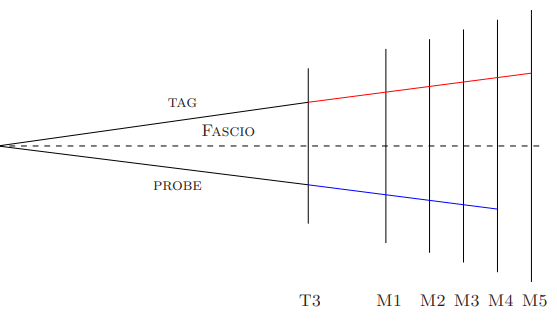 TAG
FASCIO
PROBE
T3 M1 M2 M3 M4 M5